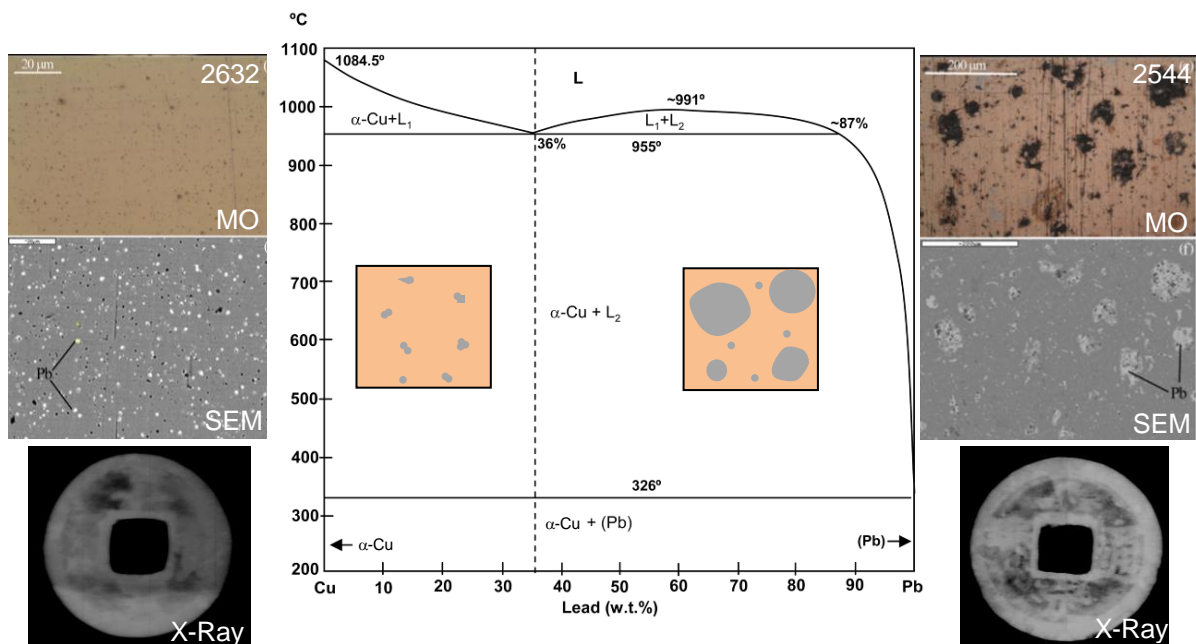 20 μm
2632
MO
Pb
SEM
X-Ray
ºC
1100
1000
900
800
700
600
500
400
300
200
1084.5º
L
~991º
α-Cu+L₁
L₁+L₂
~87%
36%
955º
α-Cu + L₂
326º
α-Cu + (Pb)
α-Cu
(Pb)
Cu
10
20
30
40
50
60
70
80
90
Pb
Lead (w.t.%)
200 μm
2544
MO
(f)
Pb
SEM
X-Ray